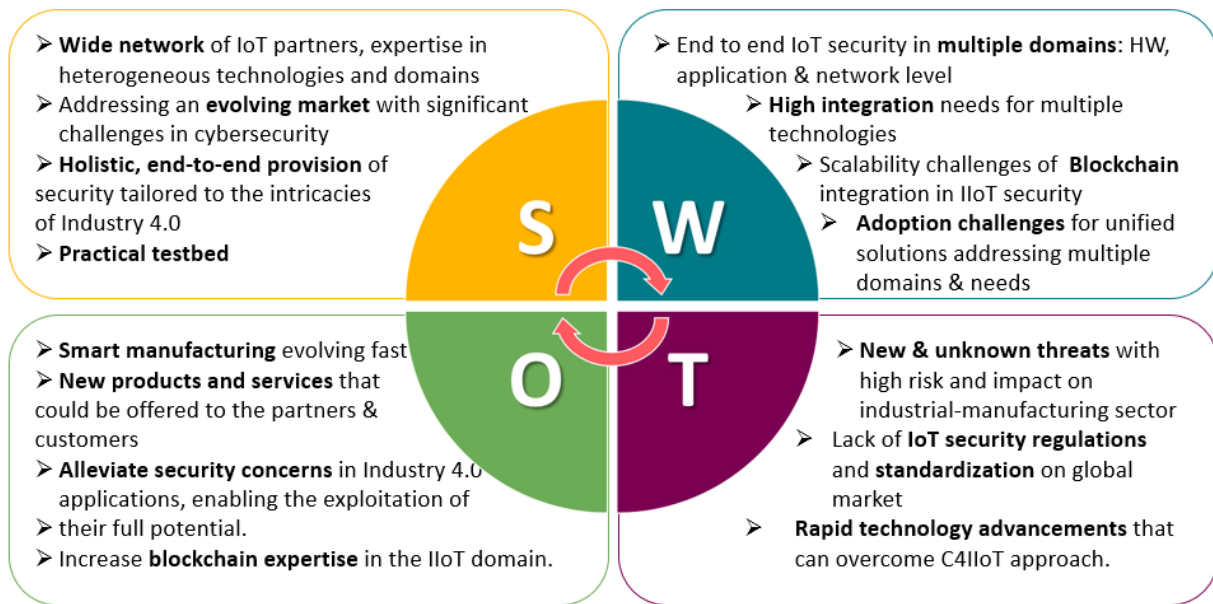 ➢ Wide network of IoT partners, expertise in
heterogeneous technologies and domains
➢ Addressing an evolving market with significant
challenges in cybersecurity
➢ Holistic, end-to-end provision of
security tailored to the intricacies
of Industry 4.0
➢ Practical testbed
➢ End to end IoT security in multiple domains: HW,
application & network level
➢ High integration needs for multiple
technologies
➢ Scalability challenges of Blockchain
integration in IIoT security
➢ Adoption challenges for unified
solutions addressing multiple
domains & needs
S
W
O
T
➢ Smart manufacturing evolving fast
➢ New products and services that
could be offered to the partners &
customers
➢ Alleviate security concerns in Industry 4.0
applications, enabling the exploitation of
➢ their full potential.
➢ Increase blockchain expertise in the IIoT domain.
➢ New & unknown threats with
high risk and impact on
industrial-manufacturing sector
➢ Lack of IoT security regulations
and standardization on global
market
➢ Rapid technology advancements that
can overcome C4IIoT approach.